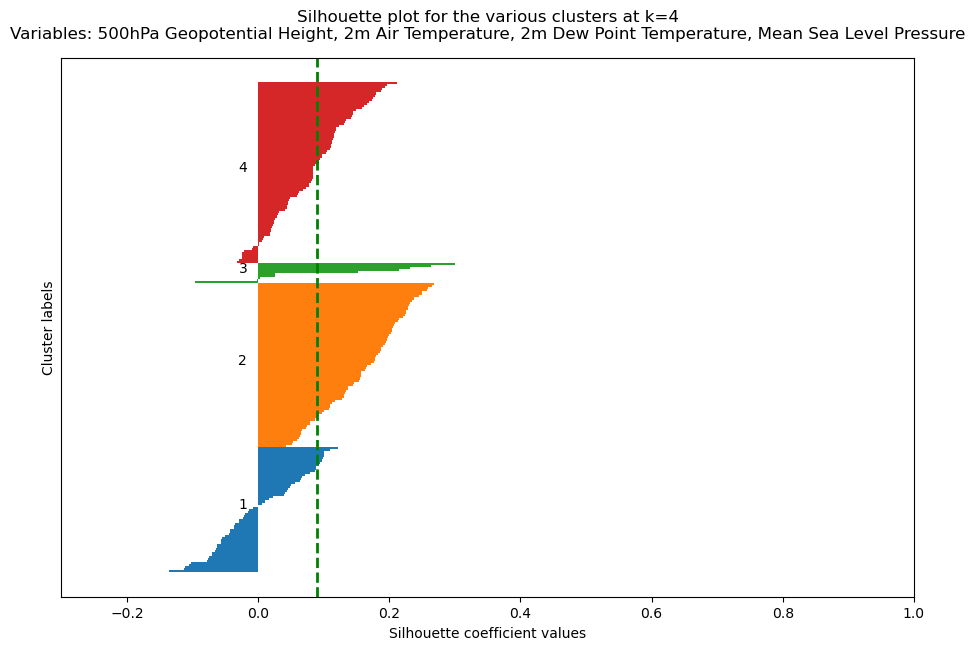 Silhouette plot for the various clusters at k=4
Variables: 500hPa Geopotential Height, 2m Air Temperature, 2m Dew Point Temperature, Mean Sea Level Pressure
4
3
2
1
Cluster labels
−0.2 0.0 0.2 0.4 0.6 0.8 1.0
Silhouette coefficient values